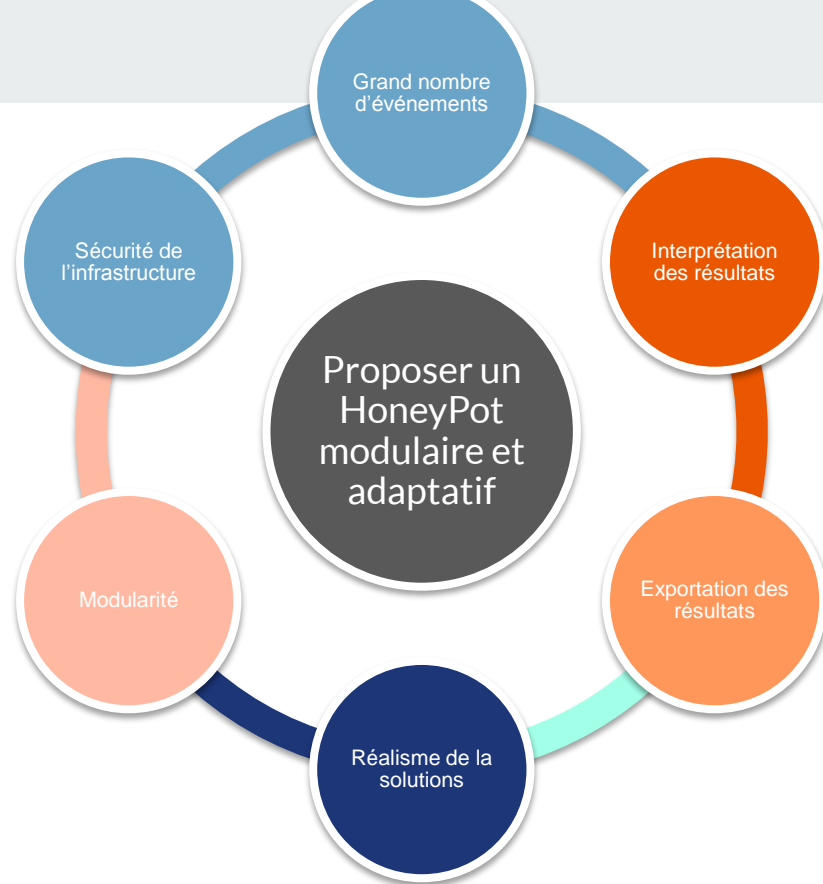 Grand nombre
d'événements
Sécurité de
l'infrastructure
Interprétation
des résultats
Proposer un
HoneyPot
modulaire et
adaptatif
Modularité
Exportation des
résultats
Réalisme de la
solutions